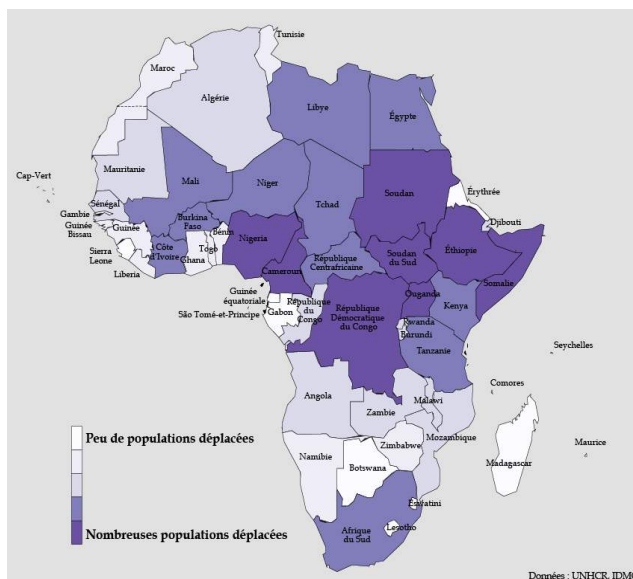 Tunisie
Maroc
Algérie
Libye
Égypte
Mauritanie
Cap-Vert
Mali
Niger
Tchad
Soudan
Érythrée
Sénégal
Gambie
Guinée
Bissau
Guinée
Burkina
Faso
Bénin
Djibouti
Sierra
Leone
Liberia
Côte
d'Ivoire
Ghana
Togo
Nigeria
Cameroun
République
Centrafricaine
Soudan
du Sud
Éthiopie
Somalie
Guinée
équatoriale
São Tomé-et-Principe
Gabon
République
du
Congo
République
Démocratique
du Congo
Ouganda
Kenya
Rwanda
Burundi
Tanzanie
Seychelles
Comores
Angola
Zambie
Malawi
Mozambique
Zimbabwe
Namibie
Botswana
Madagascar
Maurice
Eswatini
Lesotho
Afrique
du Sud
Peu de populations déplacées
Nombreuses populations déplacées
Données : UNHCR, IDMC